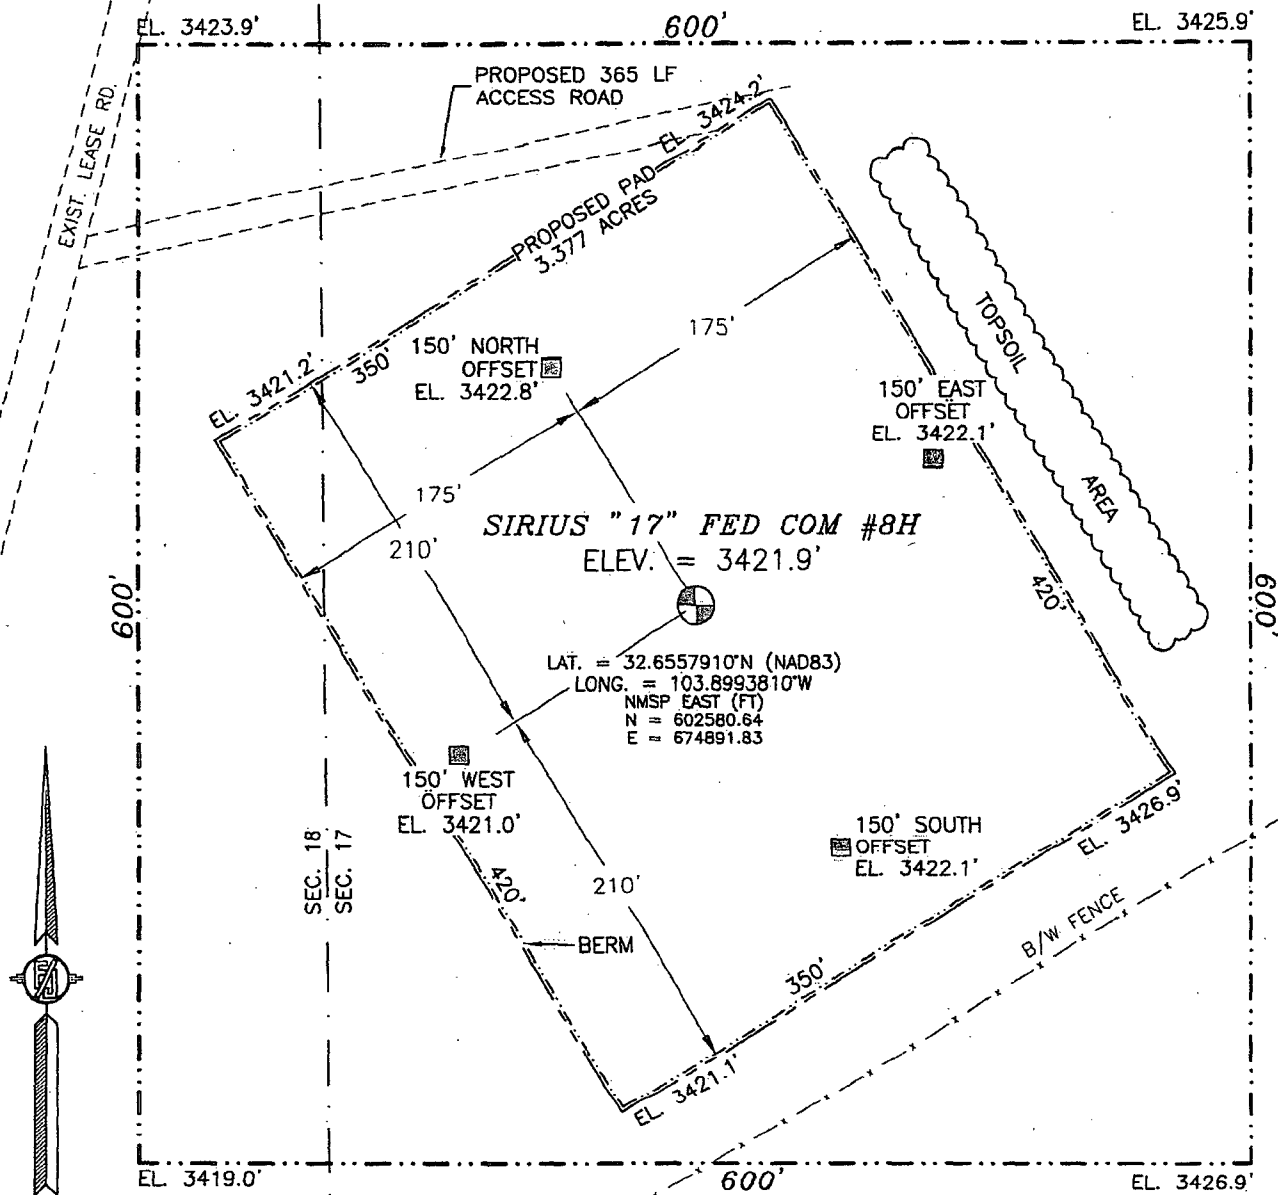 EL. 3423.9'
600'
EL. 3425.9'
PROPOSED 365 LF
ACCESS ROAD
EXIST. LEASE RD.
EL. 3424.2'
PROPOSED PAD
3.377 ACRES
TOPSOIL
AREA
175'
150' NORTH
OFFSET
EL. 3422.8'
350'
EL. 3421.2'
150' EAST
OFFSET
EL. 3422.1'
175'
210'
SIRIUS "17" FED COM #8H
ELEV. = 3421.9'
420'
600'
600'
LAT. = 32.6557910°N (NAD83)
LONG. = 103.8993810°W
NMSP EAST (FT)
N = 602580.64
E = 674891.83
150' WEST
OFFSET
EL. 3421.0'
SEC. 18
SEC. 17
420'
210'
150' SOUTH
OFFSET
EL. 3422.1'
EL. 3426.9'
BERM
B/W FENCE
350'
EL. 3421.1'
EL. 3419.0'
600'
EL. 3426.9'